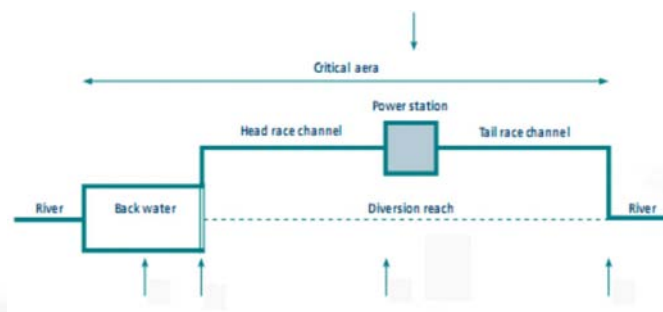 Critical aera
Power station
Head race channel
Tail race channel
River
Back water
Diversion reach
River